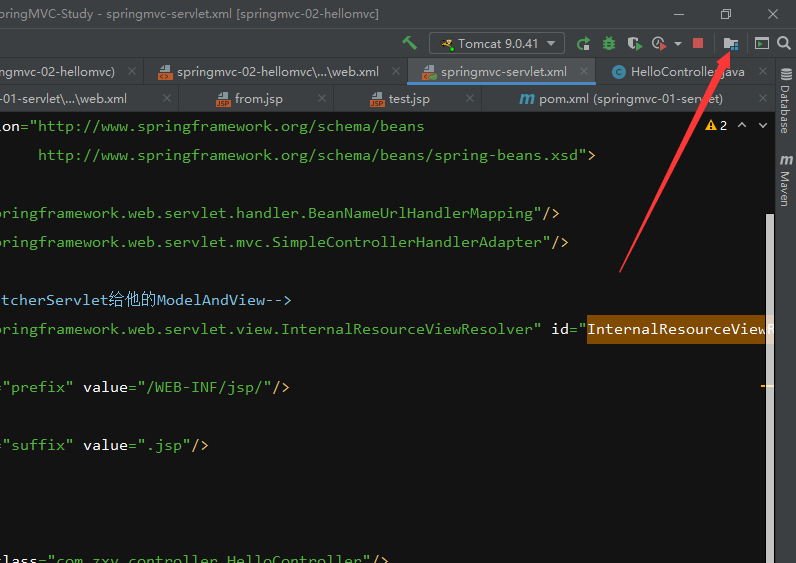 pringMVC-Study - springmvc-servlet.xml [springmvc-02-hellomvc]
Tomcat 9.0.41
ngmvc-02-hellomvc) springmvc-02-hellomvc\...\web.xml springmvc-servlet.xml HelloController.java
-01-servlet\...\web.xml from.jsp test.jsp pom.xml (springmvc-01-servlet)
ion="http://www.springframework.org/schema/beans
2
http://www.springframework.org/schema/beans/spring-beans.xsd">
ringframework.web.servlet.handler.BeanNameUrlHandlerMapping"/>
ringframework.web.servlet.mvc.SimpleControllerHandlerAdapter"/>
tcherServlet给他的ModelAndView-->
ringframework.web.servlet.view.InternalResourceViewResolver" id="InternalResourceViewR
="prefix" value="/WEB-INF/jsp/"/>
="suffix" value=".jsp"/>
class="com.zxy.controller.HelloController"/>
Database
Maven